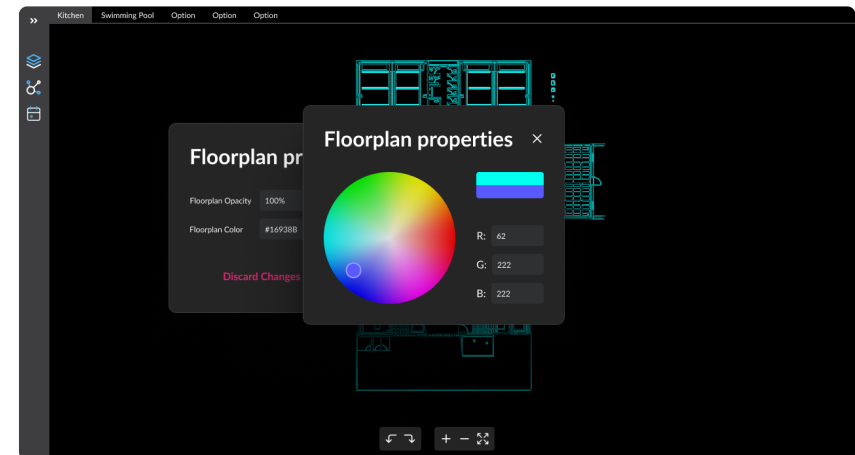 Kitchen Swimming Pool Option Option Option
Floorplan properties
Floorplan pr
Floorplan Opacity 100%
Floorplan Color #16938B
Discard Changes
R: 62
G: 222
B: 222